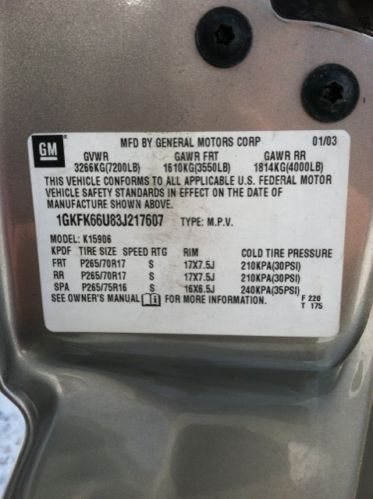 GM
MFD BY GENERAL MOTORS CORP 01/03
GVWR GAWR FRT GAWR RR
3266KG(7200LB) 1610KG(3550LB) 1814KG(4000LB)
THIS VEHICLE CONFORMS TO ALL APPLICABLE U.S. FEDERAL MOTOR
VEHICLE SAFETY STANDARDS IN EFFECT ON THE DATE OF
MANUFACTURE SHOWN ABOVE.
1GKFK66U83J217607 TYPE: M.P.V.
MODEL: K15906
KPDF TIRE SIZE SPEED RTG RIM COLD TIRE PRESSURE
FRT P265/70R17 S 17X7.5J 210KPA(30PSI)
RR P265/70R17 S 17X7.5J 210KPA(30PSI)
SPA P265/75R16 S 16X6.5J 240KPA(35PSI)
SEE OWNER'S MANUAL FOR MORE INFORMATION. F 220
T 175